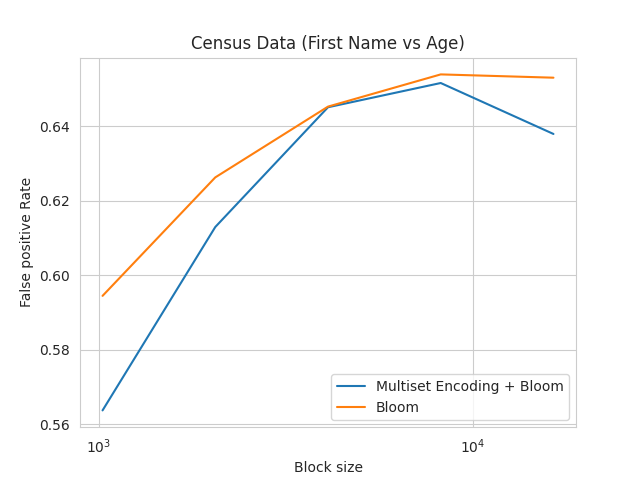 Census Data (First Name vs Age)
False positive Rate
0.64
0.62
0.60
0.58
0.56
Multiset Encoding + Bloom
Bloom
10³
10⁴
Block size